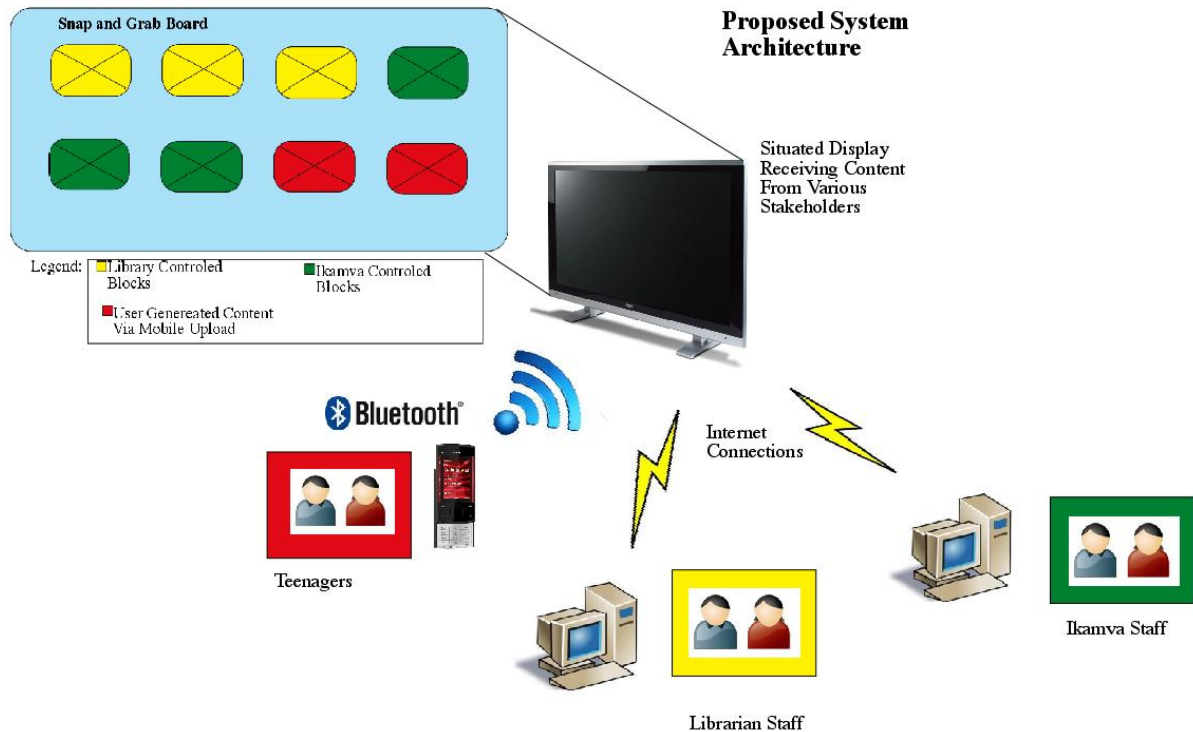 Snap and Grab Board
Proposed System
Architecture
Situated Display
Receiving Content
From Various
Stakeholders
Legend:
Library Controled
Blocks
Ikamva Controled
Blocks
User Genereated Content
Via Mobile Upload
Bluetooth®
Internet
Connections
Teenagers
Ikamva Staff
Librarian Staff